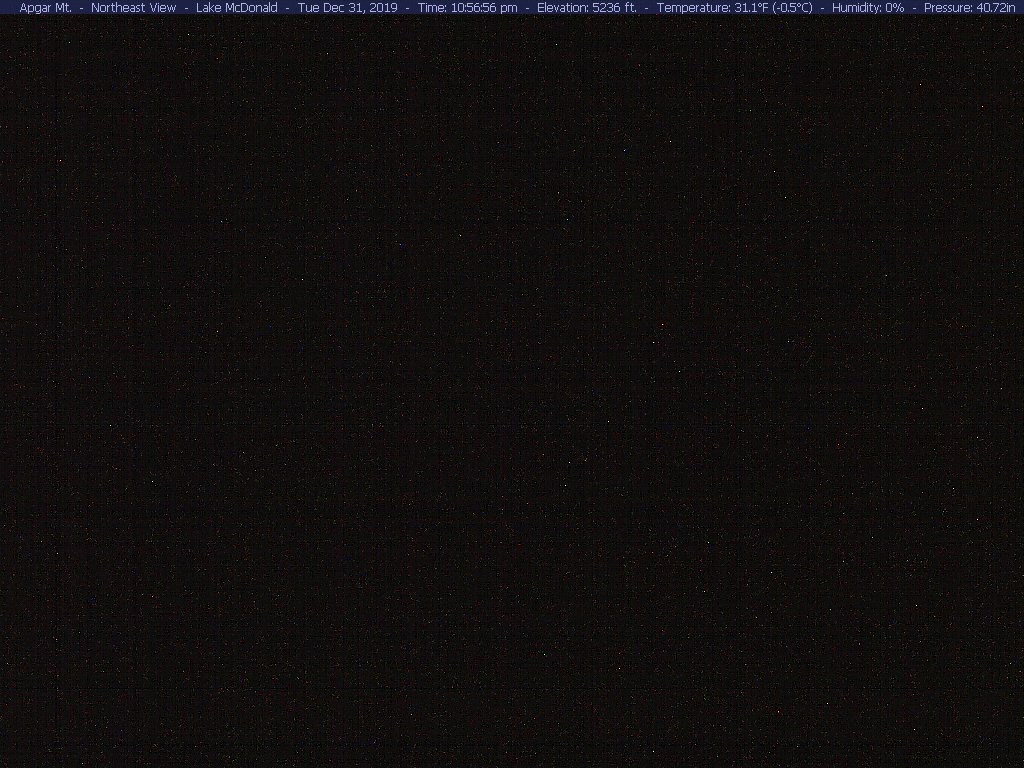 Apgar Mt. - Northeast View - Lake McDonald - Tue Dec 31, 2019 - Time: 10:56:56 pm - Elevation: 5236 ft. - Temperature: 31.1°F (-0.5°C) - Humidity: 0% - Pressure: 40.72in